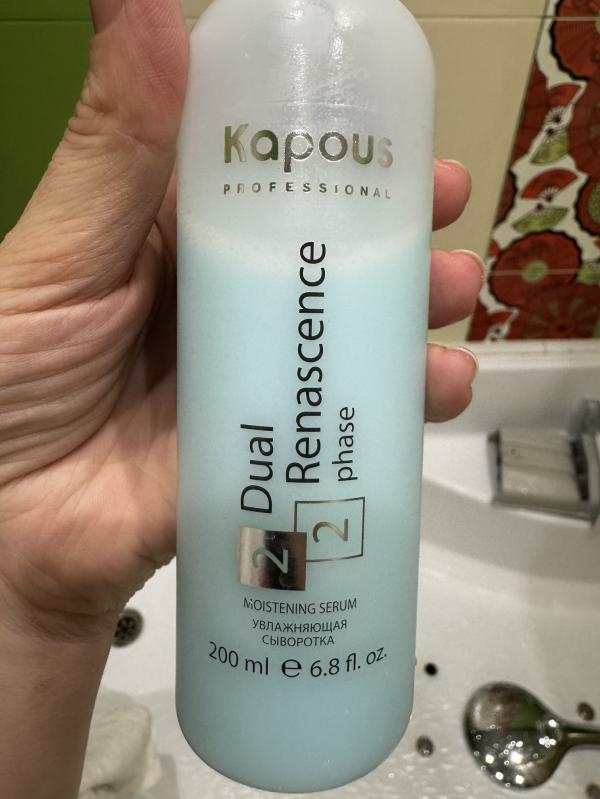 Kapous
PROFESSIONAL
Dual
Renascence
phase
2
2
MOISTENING SERUM
УВЛАЖНЯЮЩАЯ
СЫВОРОТКА
200 ml e 6.8 fl. oz.